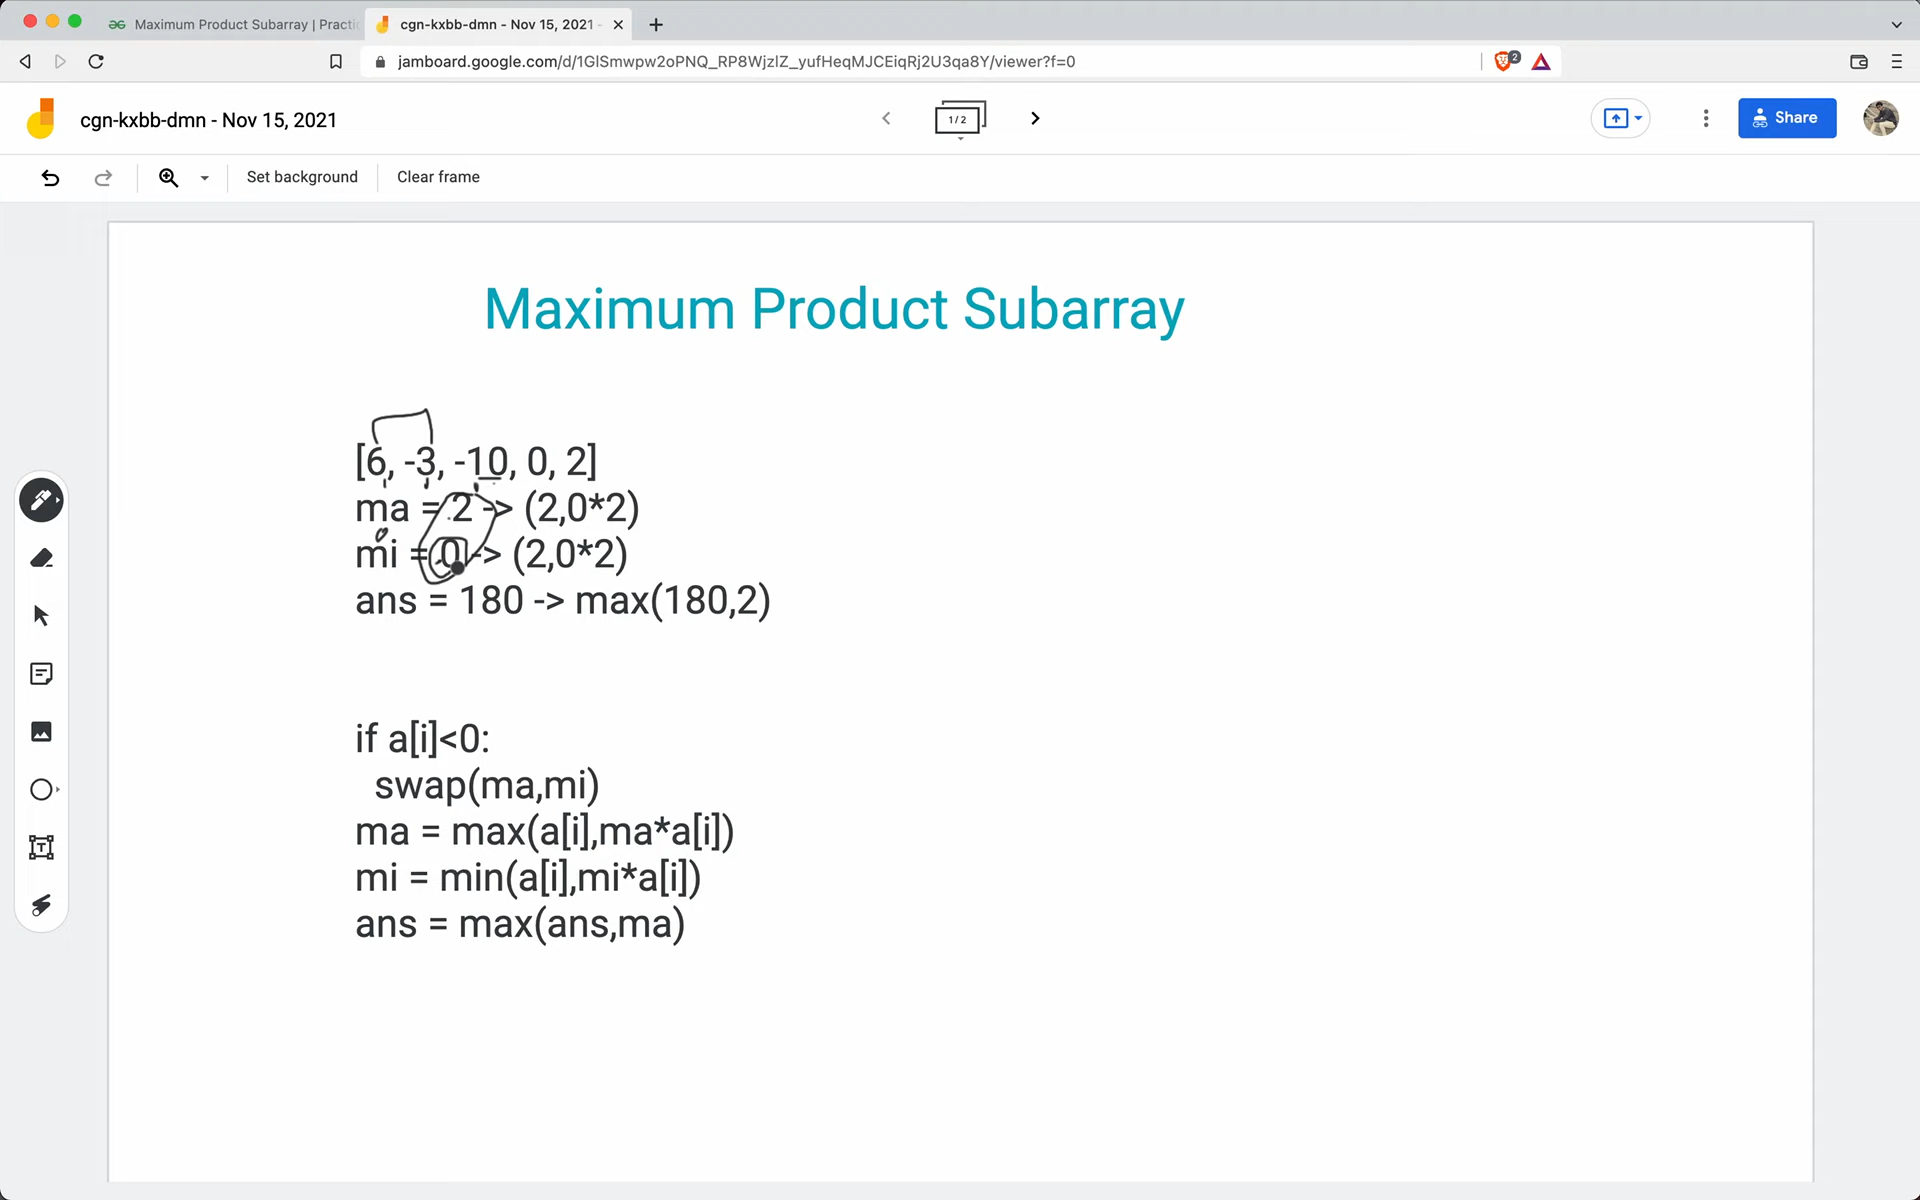 Maximum Product Subarray | Practi
cgn-kxbb-dmn - Nov 15, 2021 -
jamboard.google.com/d/1GlSmwpw2oPNQ_RP8WjzlZ_yufHeqMJCEiqRj2U3qa8Y/viewer?f=0
2
cgn-kxbb-dmn - Nov 15, 2021
1 / 2
Share
Set background
Clear frame
Maximum Product Subarray
[6, -3, -10, 0, 2]
ma = 2 -> (2,0*2)
mi = 0 -> (2,0*2)
ans = 180 -> max(180,2)
if a[i]<0:
swap(ma,mi)
ma = max(a[i],ma*a[i])
mi = min(a[i],mi*a[i])
ans = max(ans,ma)